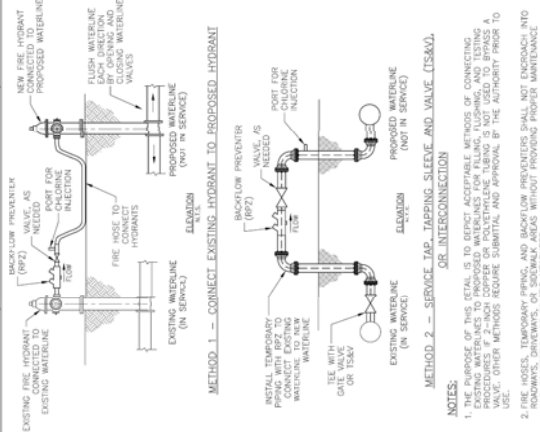 EXISTING FIRE HYDRANT
CONNECTED TO
EXISTING WATERLINE
BACKFLOW PREVENTER
(RPZ)
VALVE, AS
NEEDED
PORT FOR
CHLORINE
INJECTION
FLOW
FIRE HOSE TO
CONNECT
HYDRANTS
NEW FIRE HYDRANT
CONNECTED TO
PROPOSED WATERLINE
FLUSH WATERLINE
EACH DIRECTION
BY OPENING AND
CLOSING WATERLINE
VALVES
EXISTING WATERLINE
(IN SERVICE)
PROPOSED WATERLINE
(NOT IN SERVICE)
ELEVATION
N.T.S.
METHOD 1 – CONNECT EXISTING HYDRANT TO PROPOSED HYDRANT
INSTALL TEMPORARY
PIPING WITH RPZ TO
CONNECT EXISTING
WATERLINE TO NEW
WATERLINE
BACKFLOW PREVENTER
(RPZ)
VALVE, AS
NEEDED
FLOW
PORT FOR
CHLORINE
INJECTION
TEE WITH
GATE VALVE
OR TS&V
EXISTING WATERLINE
(IN SERVICE)
PROPOSED WATERLINE
(NOT IN SERVICE)
ELEVATION
N.T.S.
METHOD 2 – SERVICE TAP, TAPPING SLEEVE AND VALVE (TS&V),
OR INTERCONNECTION
NOTES:
1. THE PURPOSE OF THIS DETAIL IS TO DEPICT ACCEPTABLE METHODS OF CONNECTING
EXISTING WATERLINES TO PROPOSED WATERLINES FOR FILLING, FLUSHING, AND TESTING
PROCEDURES IF 2-INCH COPPER OR POLYETHYLENE TUBING IS NOT USED TO BYPASS A
VALVE. OTHER METHODS REQUIRE SUBMITTAL AND APPROVAL BY THE AUTHORITY PRIOR TO
USE.
2. FIRE HOSES, TEMPORARY PIPING, AND BACKFLOW PREVENTERS SHALL NOT ENCROACH INTO
ROADWAYS, DRIVEWAYS, OR SIDEWALK AREAS WITHOUT PROVIDING PROPER MAINTENANCE